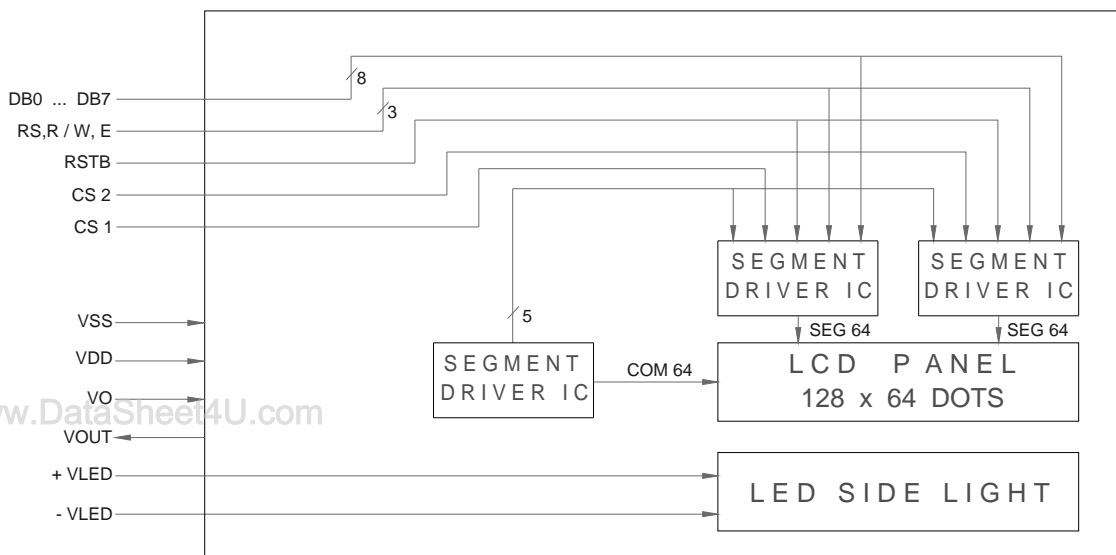 8
DB0 ... DB7
3
RS,R / W, E
RSTB
CS 2
CS 1
SEGMENT
DRIVER IC
SEGMENT
DRIVER IC
VSS
5
SEG 64
SEG 64
VDD
SEGMENT
DRIVER IC
COM 64
LCD PANEL
128 x 64 DOTS
VO
w.DataSheet4U.com
VOUT
+ VLED
LED SIDE LIGHT
- VLED